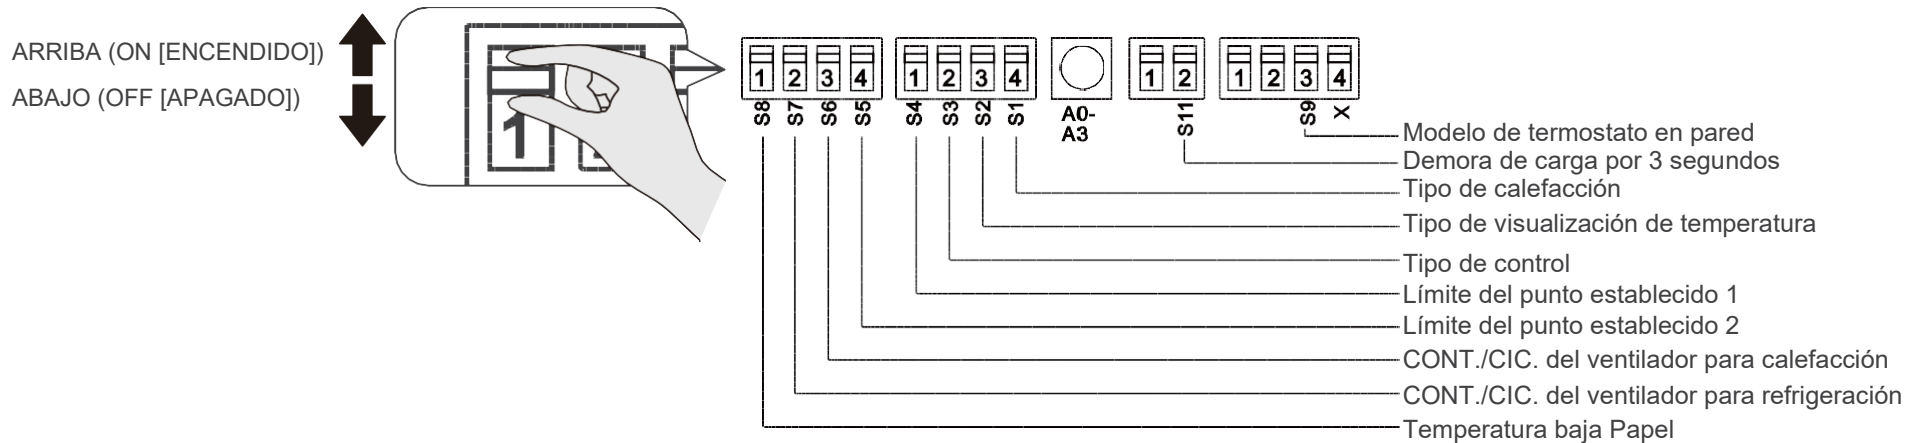 ARRIBA (ON [ENCENDIDO])
ABAJO (OFF [APAGADO])
1
1 2 3 4
1 2 3 4
1 2
1 2 3 4
S8 S7 S6 S5
S4 S3 S2 S1
A0-
A3
S11
S9 X
Modelo de termostato en pared
Demora de carga por 3 segundos
Tipo de calefacción
Tipo de visualización de temperatura
Tipo de control
Límite del punto establecido 1
Límite del punto establecido 2
CONT./CIC. del ventilador para calefacción
CONT./CIC. del ventilador para refrigeración
Temperatura baja Papel